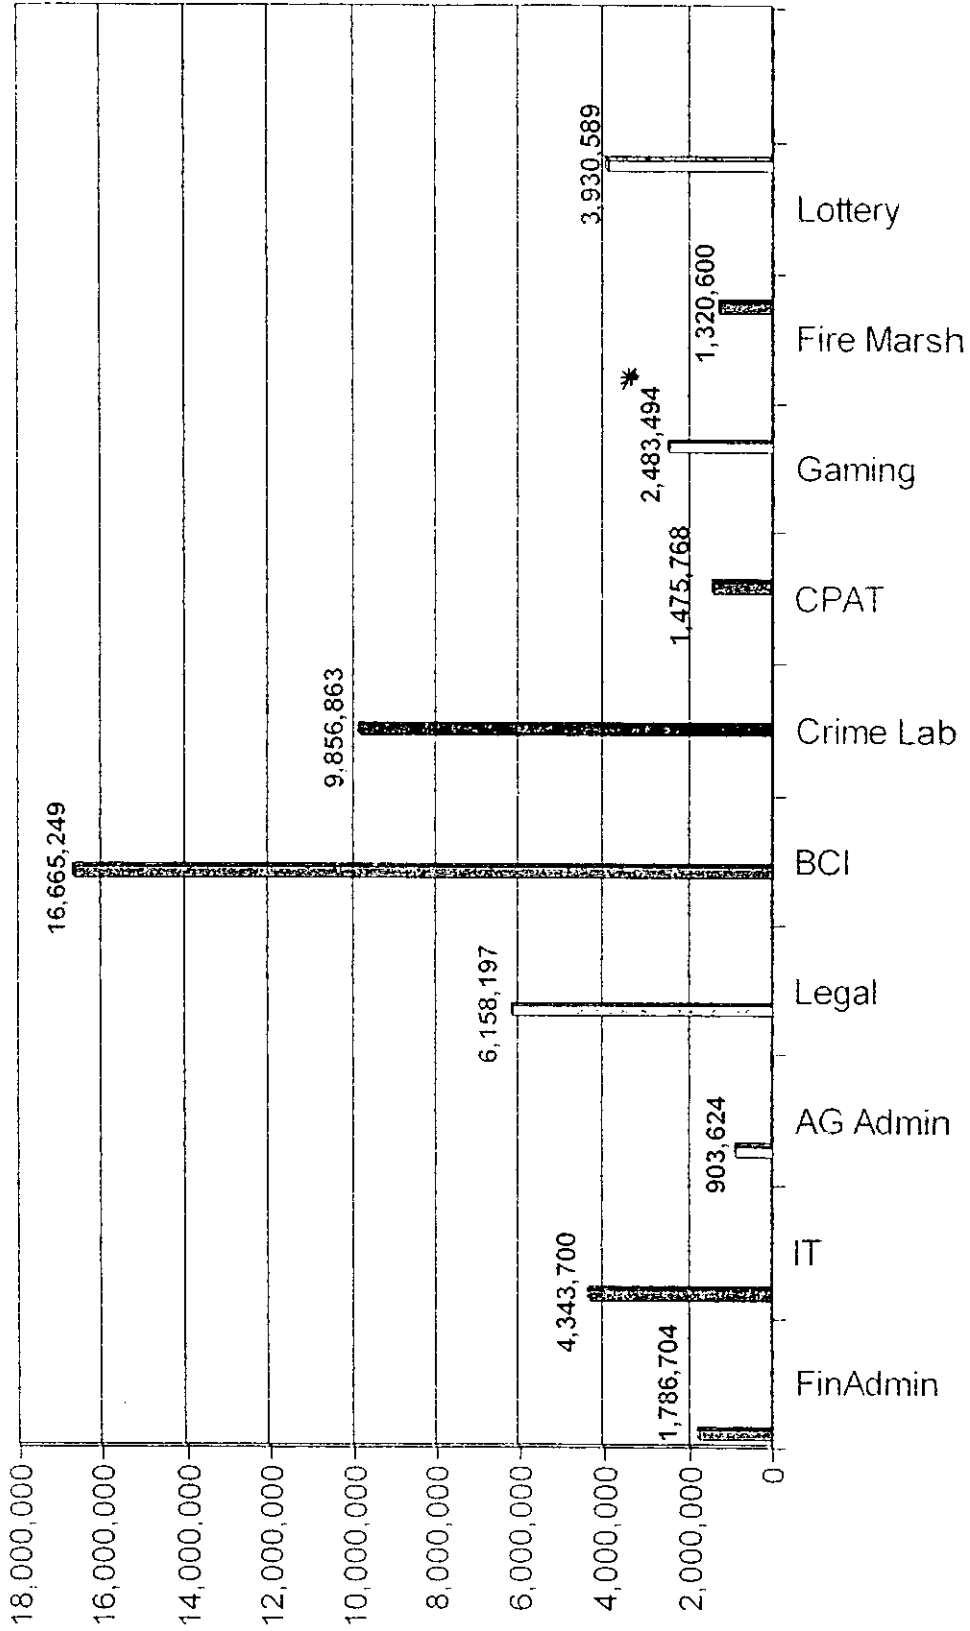 18,000,000
16,000,000
14,000,000
12,000,000
10,000,000
8,000,000
6,000,000
4,000,000
2,000,000
0
1,786,704
4,343,700
903,624
6,158,197
16,665,249
9,856,863
1,475,768
2,483,494 *
1,320,600
3,930,589
FinAdmin
IT
AG Admin
Legal
BCI
Crime Lab
CPAT
Gaming
Fire Marsh
Lottery